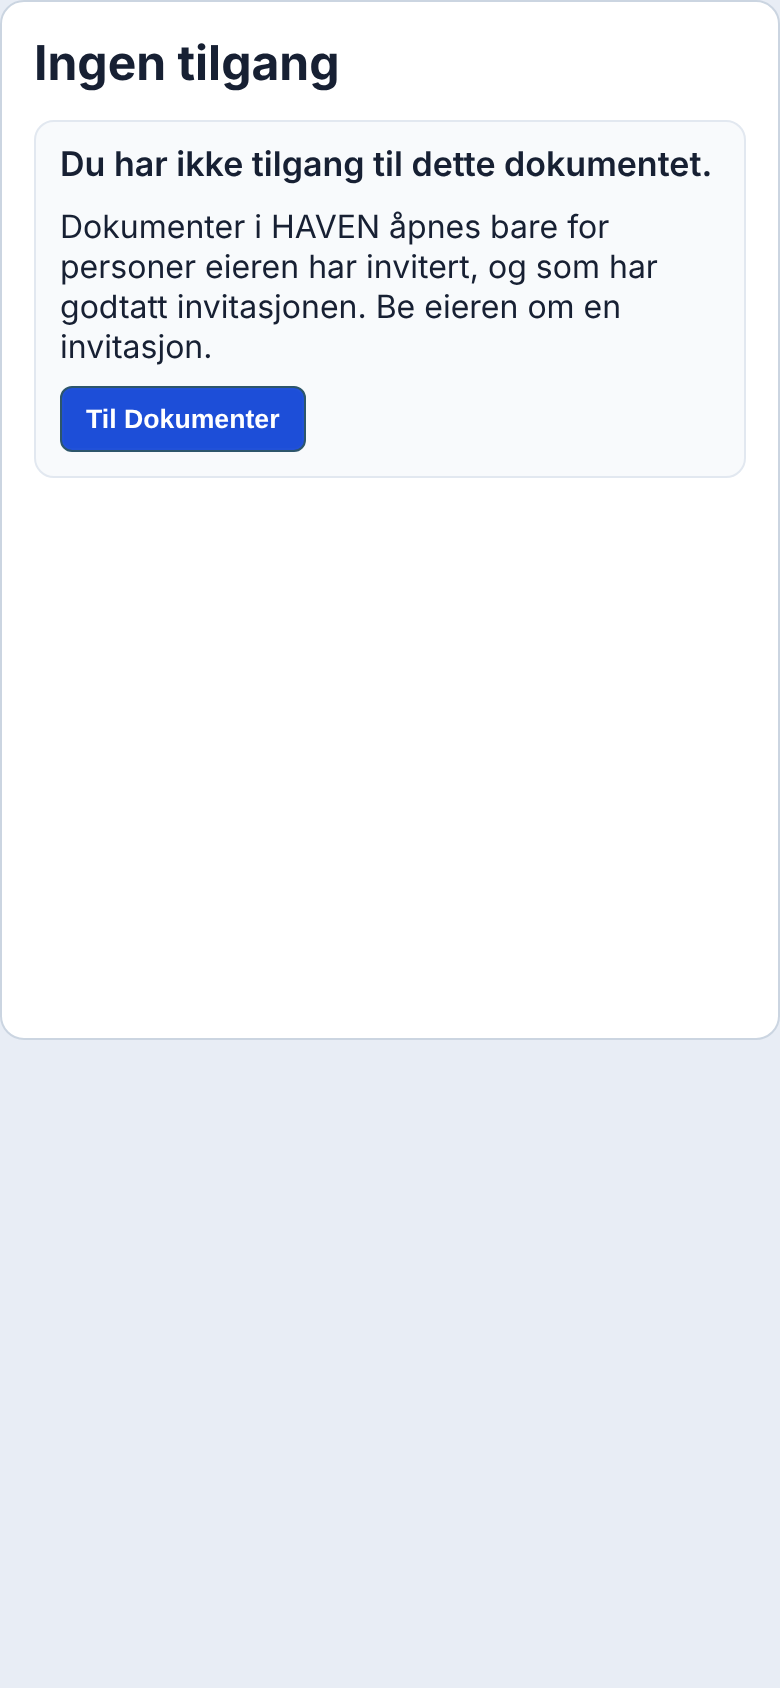 Ingen tilgang
Du har ikke tilgang til dette dokumentet.
Dokumenter i HAVEN åpnes bare for
personer eieren har invitert, og som har
godtatt invitasjonen. Be eieren om en
invitasjon.
Til Dokumenter